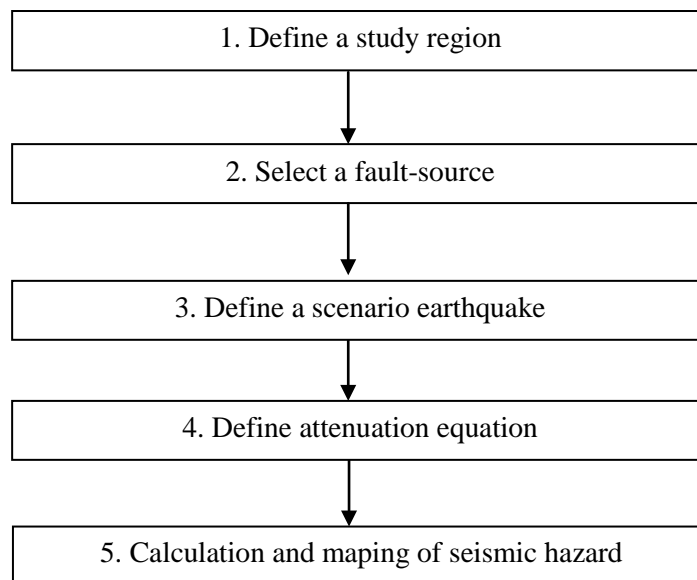 1. Define a study region
2. Select a fault-source
3. Define a scenario earthquake
4. Define attenuation equation
5. Calculation and maping of seismic hazard